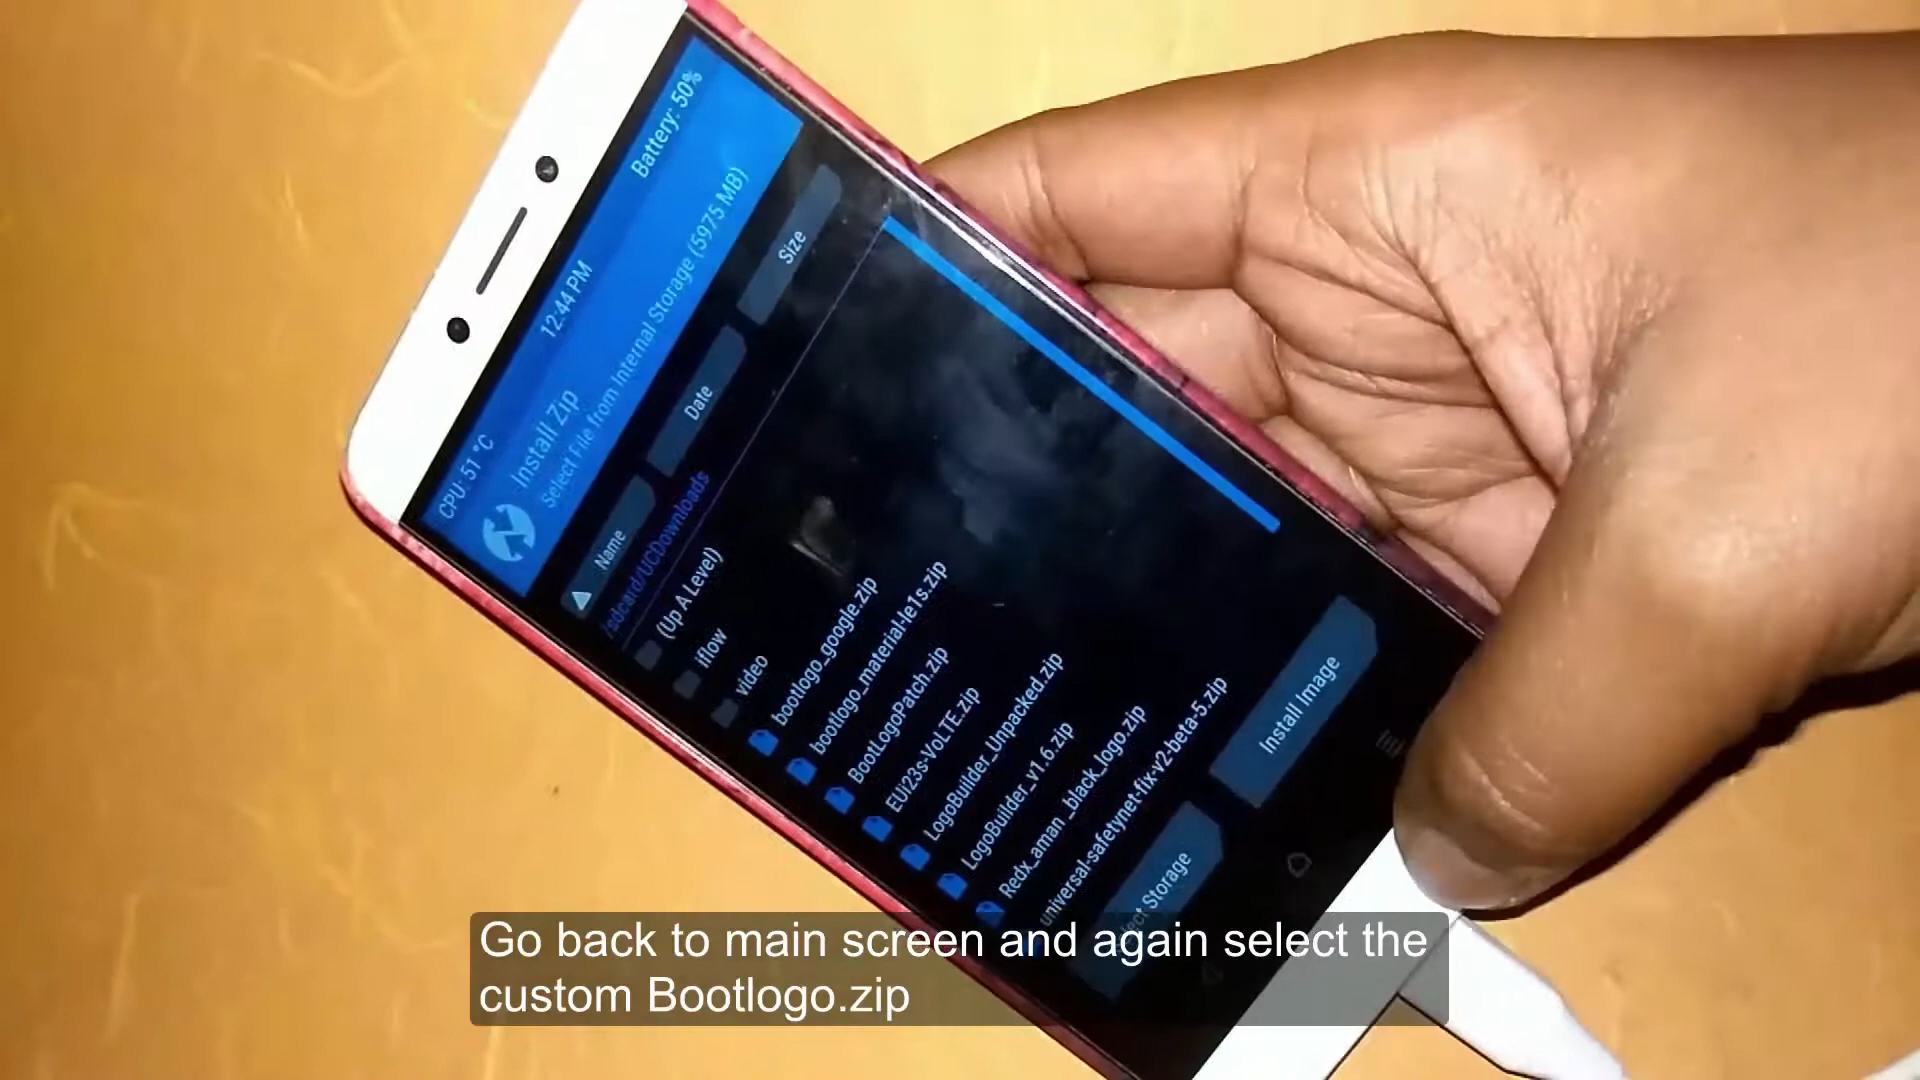 CPU: 51 °C 12:44 PM Battery: 50%
Install Zip
Select File from Internal Storage (5975 MB)
Name Date Size
/sdcard/UCDownloads
(Up A Level)
iflow
video
bootlogo_google.zip
bootlogo_material-le1s.zip
BootLogoPatch.zip
EUi23s-VoLTE.zip
LogoBuilder_Unpacked.zip
LogoBuilder_v1.6.zip
Redx_aman_black_logo.zip
universal-safetynet-fix-v2-beta-5.zip
Storage Install Image
Go back to main screen and again select the
custom Bootlogo.zip